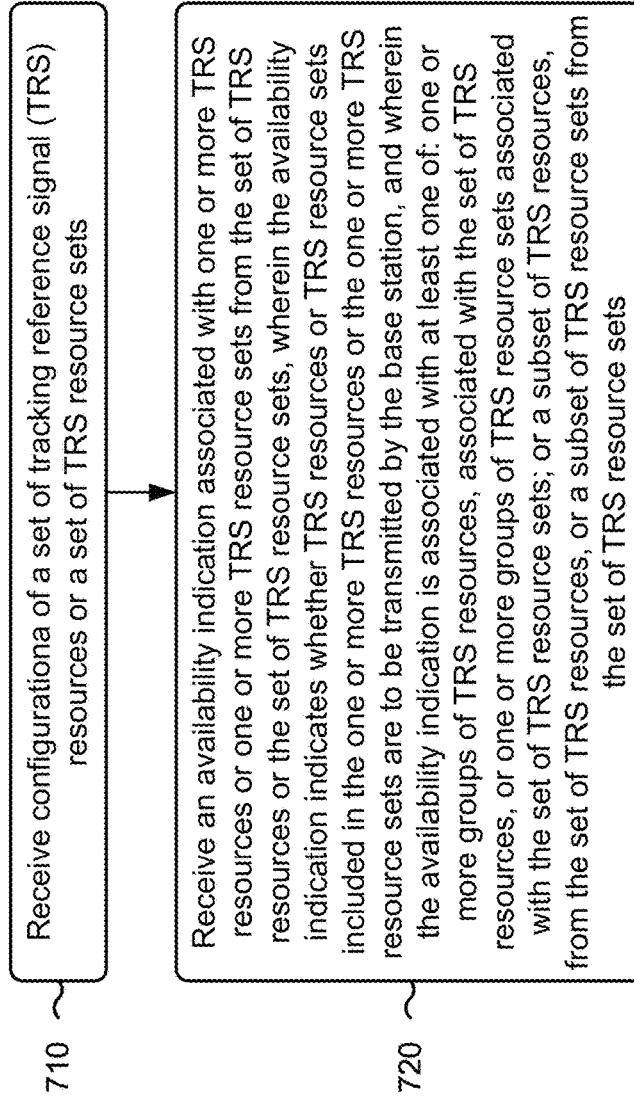 710
Receive configurationa of a set of tracking reference signal (TRS)
resources or a set of TRS resource sets
720
Receive an availability indication associated with one or more TRS
resources or one or more TRS resource sets from the set of TRS
resources or the set of TRS resource sets, wherein the availability
indication indicates whether TRS resources or TRS resource sets
included in the one or more TRS resources or the one or more TRS
resource sets are to be transmitted by the base station, and wherein
the availability indication is associated with at least one of: one or
more groups of TRS resources, associated with the set of TRS
resources, or one or more groups of TRS resource sets associated
with the set of TRS resource sets; or a subset of TRS resources,
from the set of TRS resources, or a subset of TRS resource sets from
the set of TRS resource sets